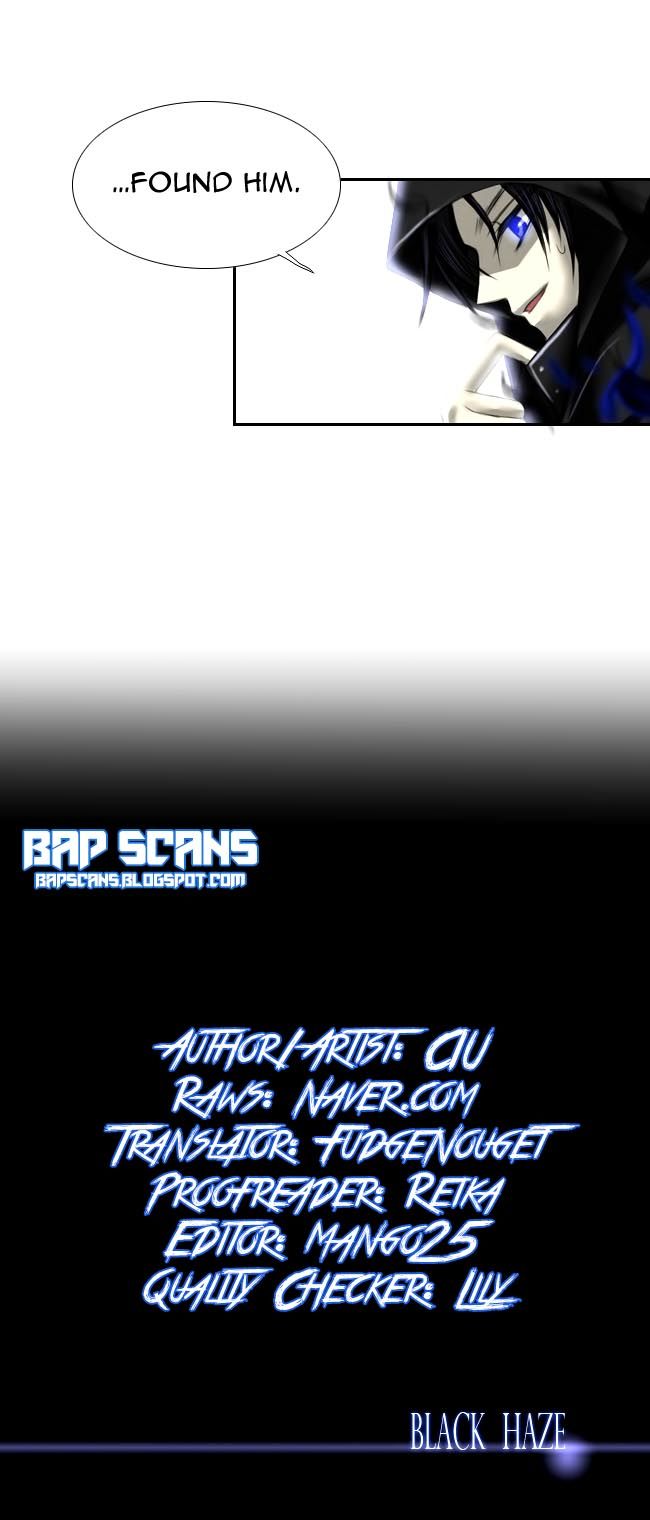 ...FOUND HIM.
BAP SCANS
BAPSCANS.BLOGSPOT.COM
AUTHOR/ARTIST: CIU
RAWS: NAVER.COM
TRANSLATOR: FUDGENOUGET
PROOFREADER: REIKA
EDITOR: MANGO25
QUALITY CHECKER: LILY
BLACK HAZE